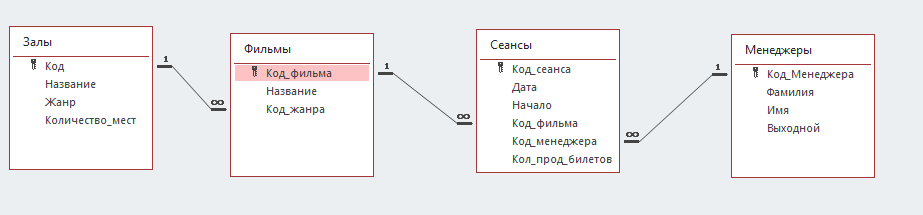 Залы
Код
Название
Жанр
Количество_мест
1
∞
Фильмы
Код_фильма
Название
Код_жанра
1
∞
Сеансы
Код_сеанса
Дата
Начало
Код_фильма
Код_менеджера
Кол_прод_билетов
∞
1
Менеджеры
Код_Менеджера
Фамилия
Имя
Выходной